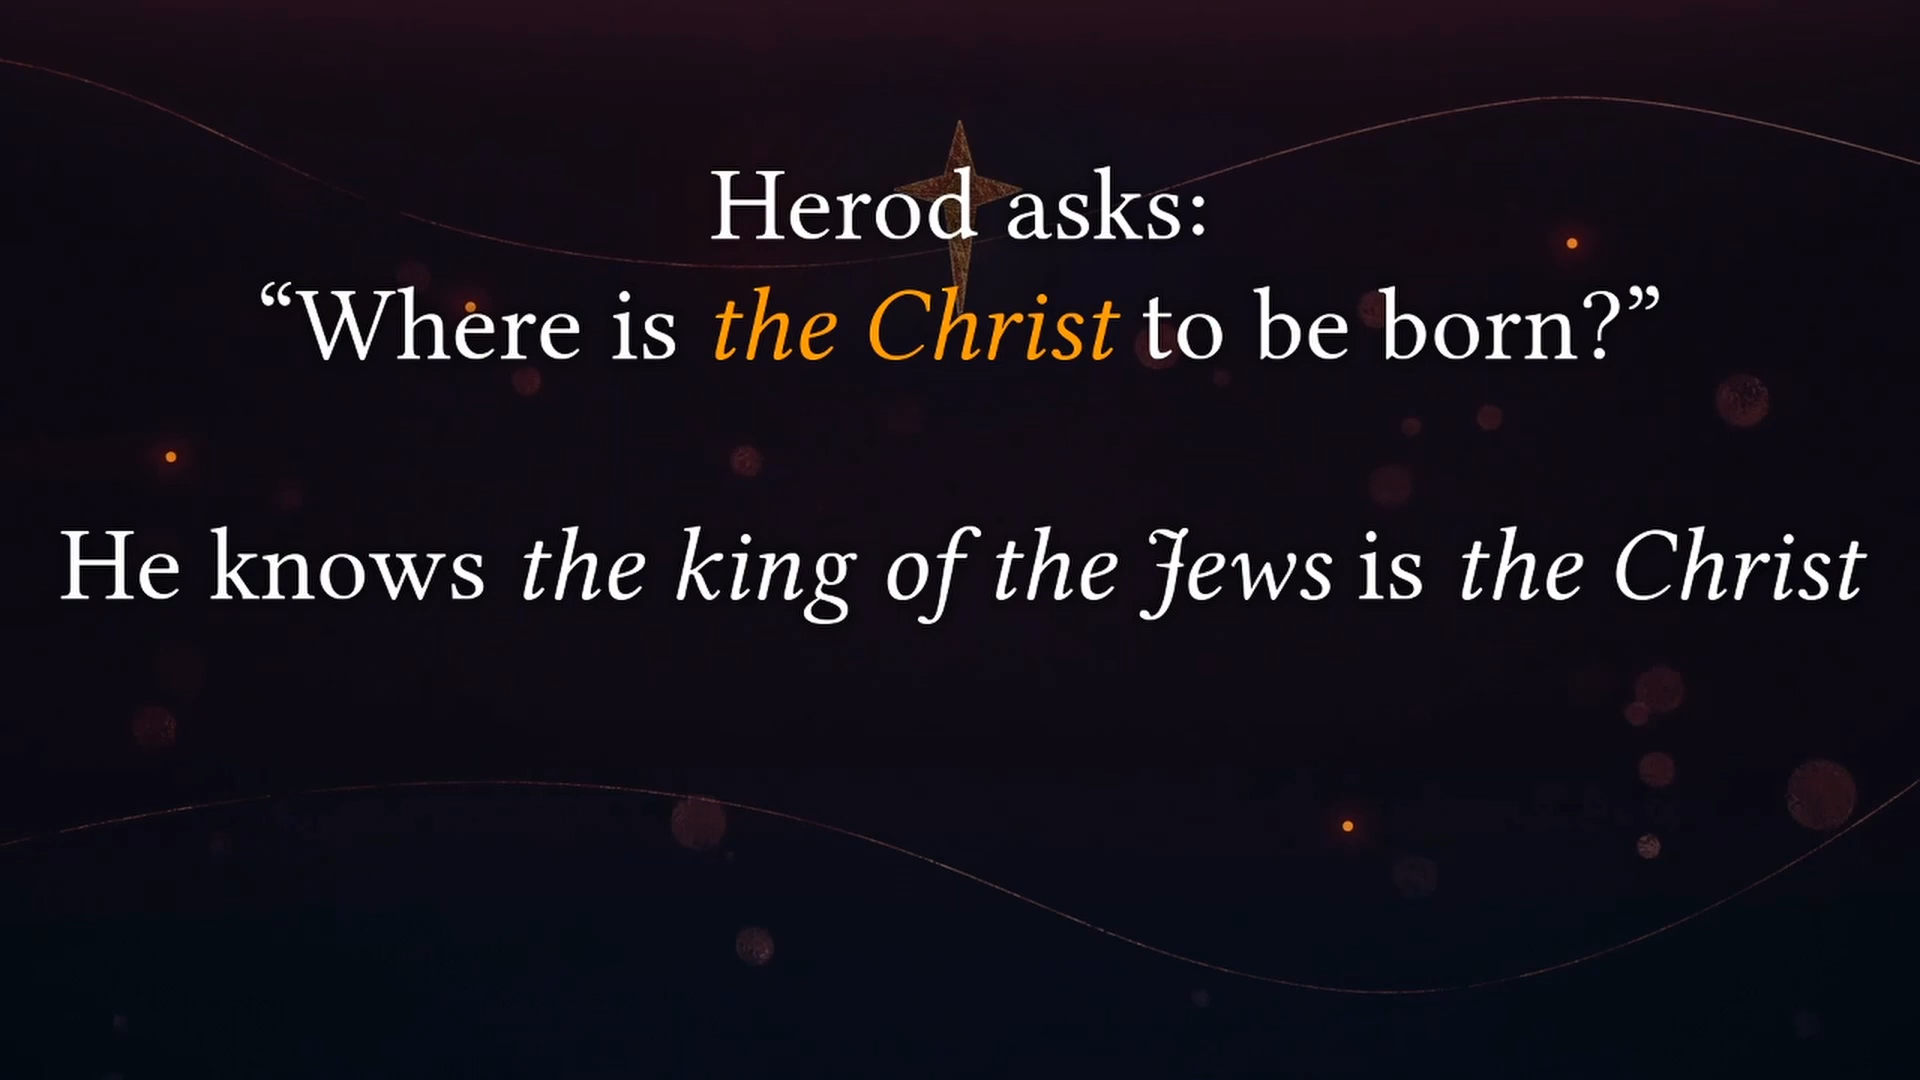 Herod asks:
“Where is the Christ to be born?”
He knows the king of the Jews is the Christ